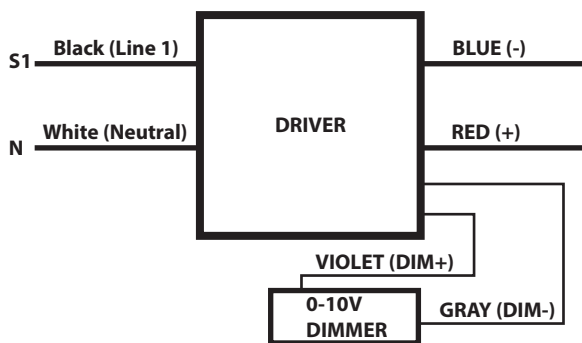 Black (Line 1)
S1
White (Neutral)
N
DRIVER
BLUE (-)
RED (+)
VIOLET (DIM+)
0-10V
DIMMER
GRAY (DIM-)